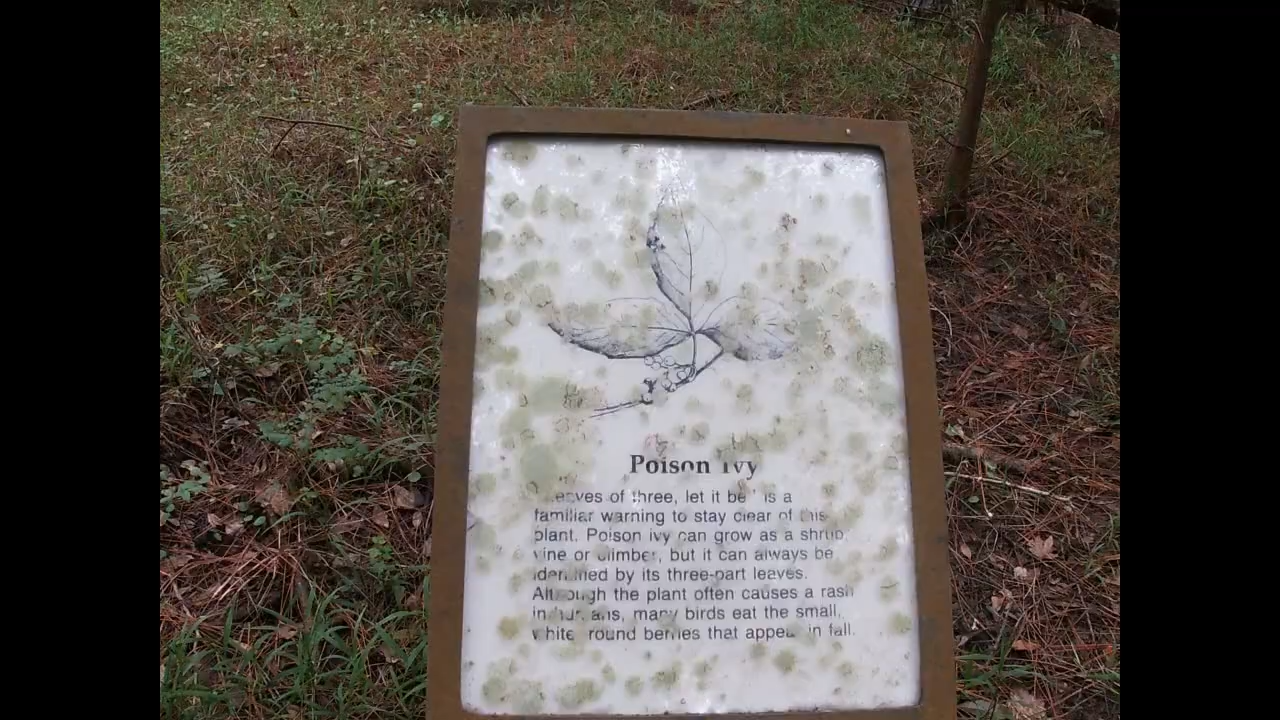 Poison Ivy
Leaves of three, let it be" is a
familiar warning to stay clear of this
plant. Poison ivy can grow as a shrub,
vine or climber, but it can always be
identified by its three-part leaves.
Although the plant often causes a rash
in humans, many birds eat the small,
white round berries that appear in fall.